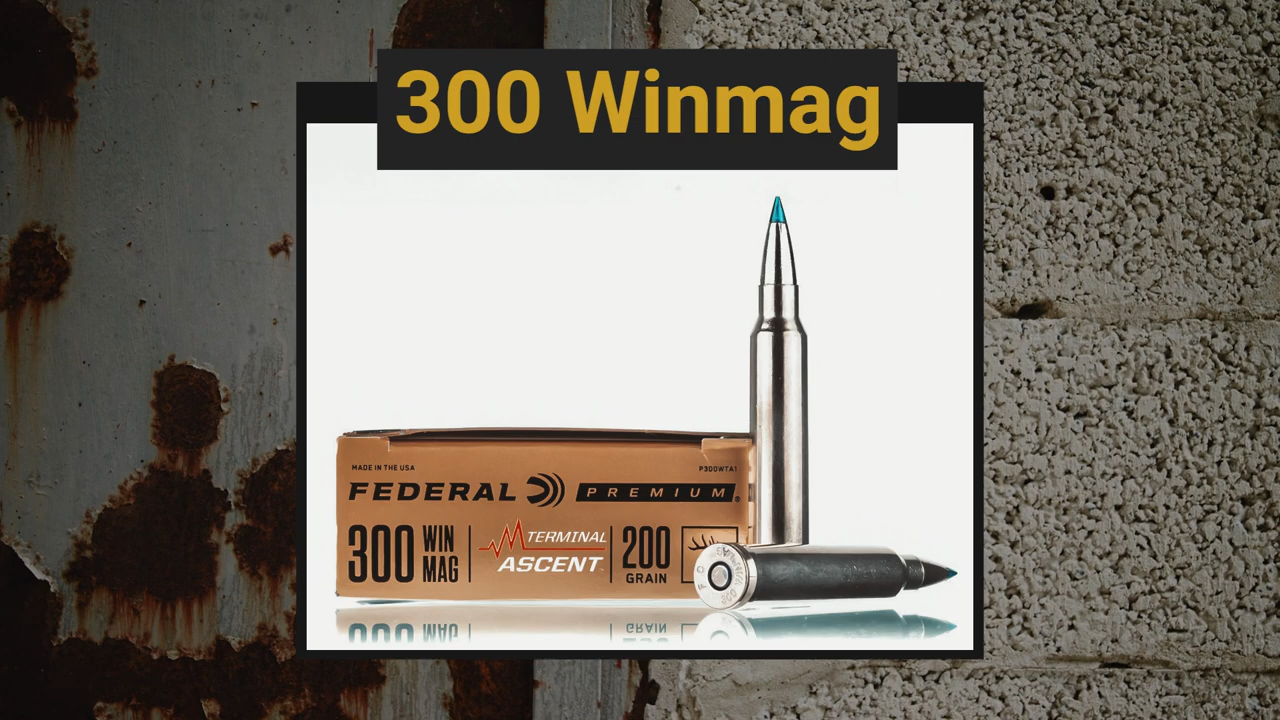 300 Winmag
MADE IN THE USA
P300WTA1
FEDERAL PREMIUM®
300 WIN MAG
TERMINAL ASCENT
200 GRAIN